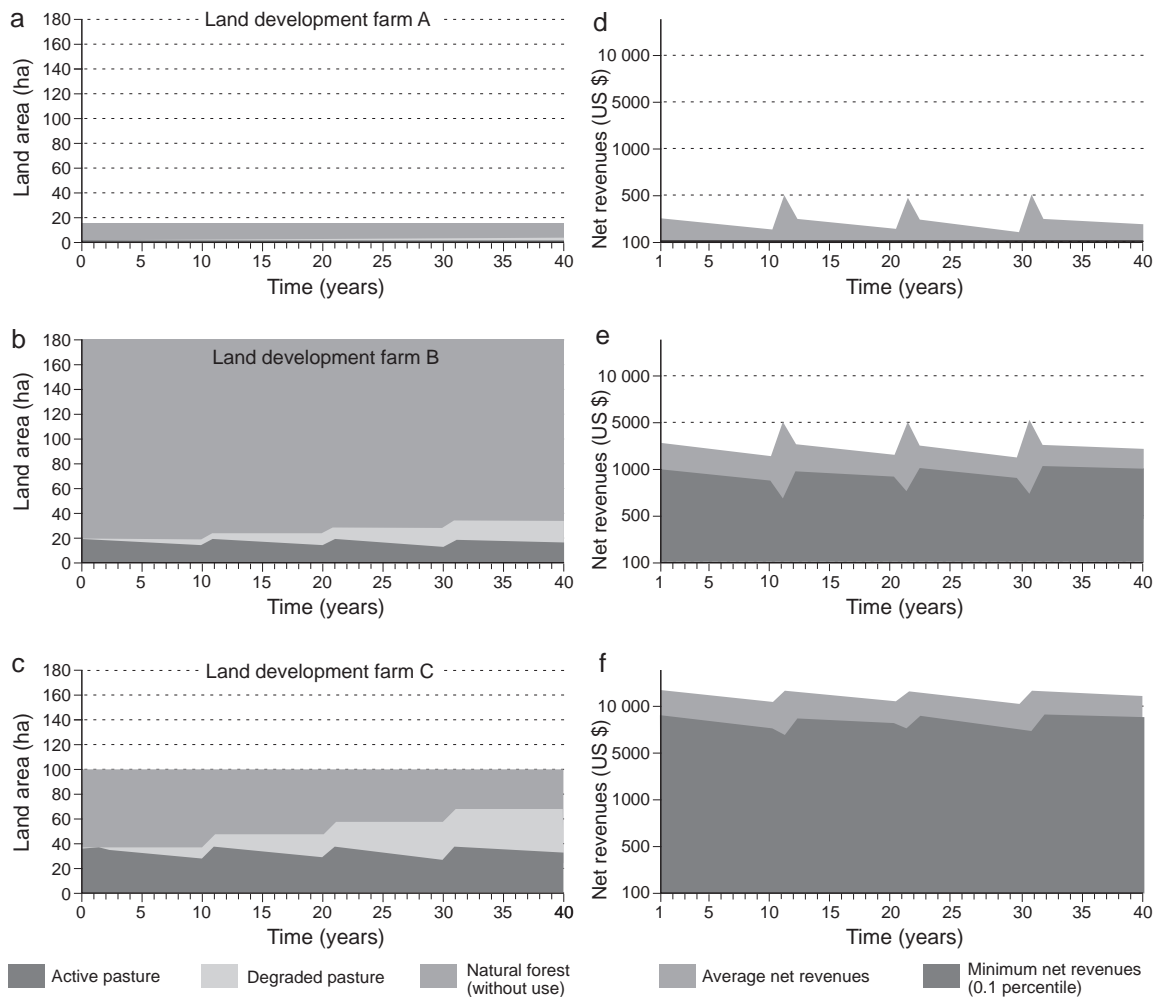 a
Land development farm A
Land area (ha)
180
160
140
120
100
80
60
40
20
0
0 5 10 15 20 25 30 35 40
Time (years)
d
Net revenues (US $)
10 000
5000
1000
500
100
1 5 10 15 20 25 30 35 40
Time (years)
b
Land development farm B
Land area (ha)
180
160
140
120
100
80
60
40
20
0
0 5 10 15 20 25 30 35 40
Time (years)
e
Net revenues (US $)
10 000
5000
1000
500
100
1 5 10 15 20 25 30 35 40
Time (years)
c
Land development farm C
Land area (ha)
180
160
140
120
100
80
60
40
20
0
0 5 10 15 20 25 30 35 40
Time (years)
f
Net revenues (US $)
10 000
5000
1000
500
100
1 5 10 15 20 25 30 35 40
Time (years)
Active pasture
Degraded pasture
Natural forest
(without use)
Average net revenues
Minimum net revenues
(0.1 percentile)